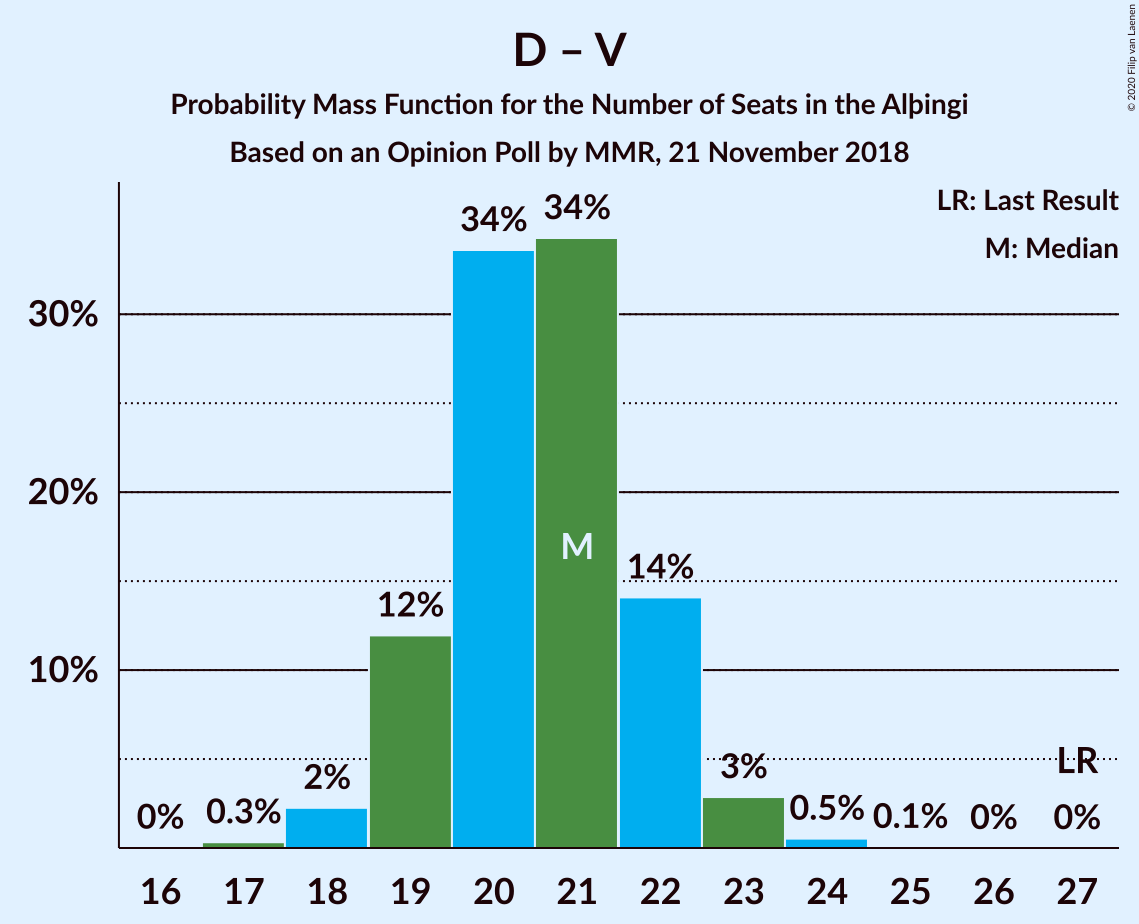 D – V
Probability Mass Function for the Number of Seats in the Alþingi
Based on an Opinion Poll by MMR, 21 November 2018
© 2020 Filip van Laenen
LR: Last Result
M: Median
30%
20%
10%
0%
0.3%
2%
12%
34%
34%
M
14%
3%
0.5%
0.1%
0%
LR
0%
16 17 18 19 20 21 22 23 24 25 26 27